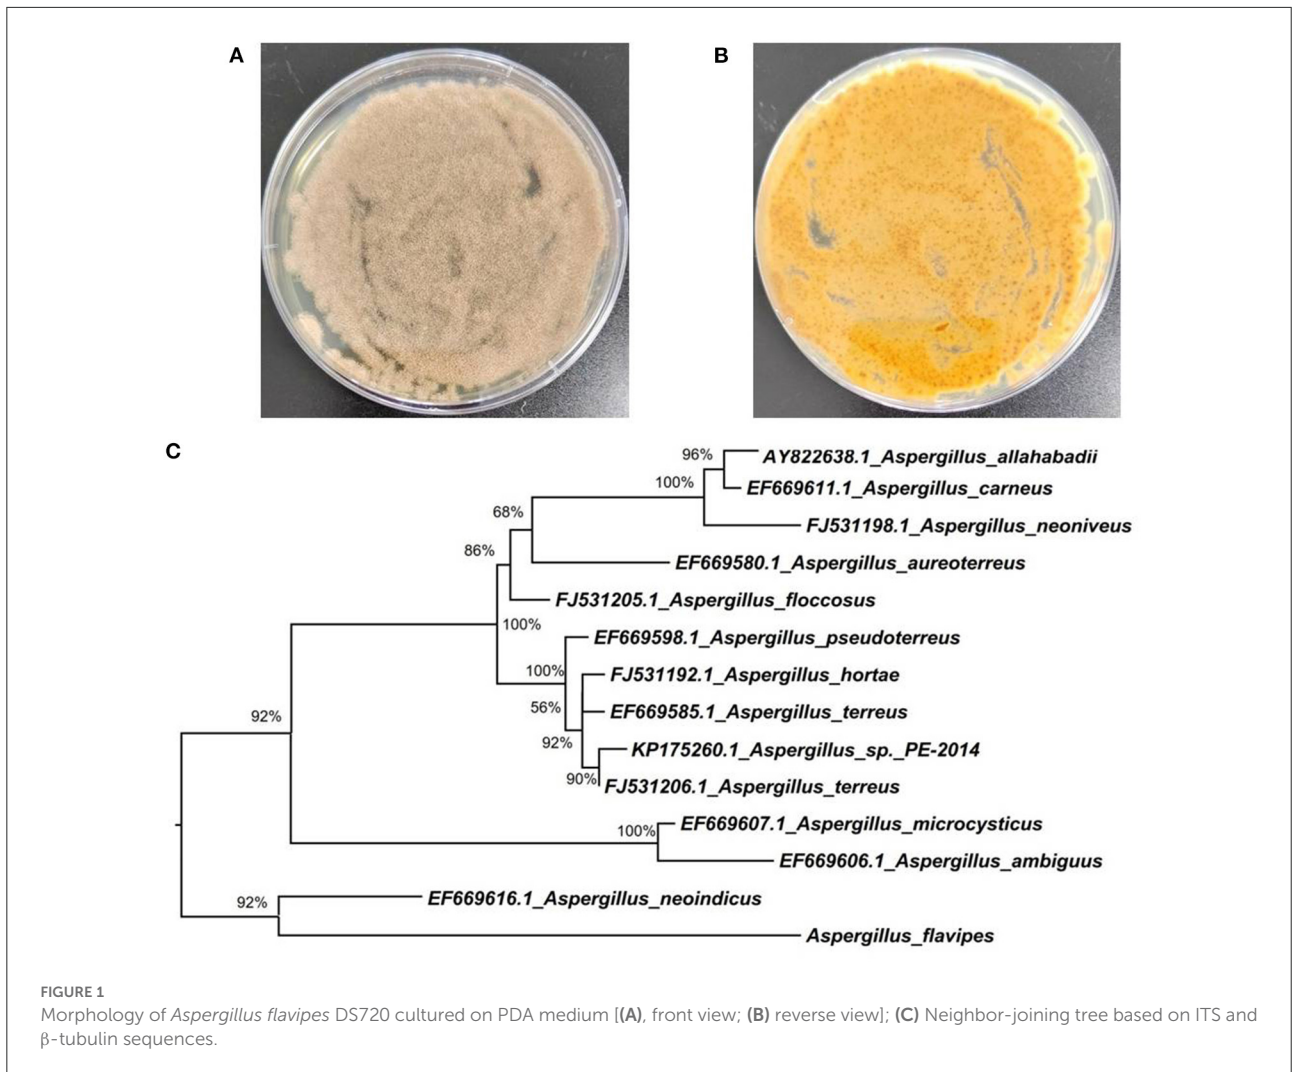 A
B
C
96%
AY822638.1_Aspergillus_allahabadii
100%
EF669611.1_Aspergillus_carneus
68%
FJ531198.1_Aspergillus_neoniveus
86%
EF669580.1_Aspergillus_aureoterreus
FJ531205.1_Aspergillus_floccosus
100%
EF669598.1_Aspergillus_pseudoterreus
100%
FJ531192.1_Aspergillus_hortae
56%
EF669585.1_Aspergillus_terreus
92%
92%
KP175260.1_Aspergillus_sp._PE-2014
90%
FJ531206.1_Aspergillus_terreus
100%
EF669607.1_Aspergillus_microcysticus
EF669606.1_Aspergillus_ambiguus
92%
EF669616.1_Aspergillus_neoindicus
Aspergillus_flavipes
FIGURE 1
Morphology of Aspergillus flavipes DS720 cultured on PDA medium [(A), front view; (B) reverse view]; (C) Neighbor-joining tree based on ITS and
β-tubulin sequences.